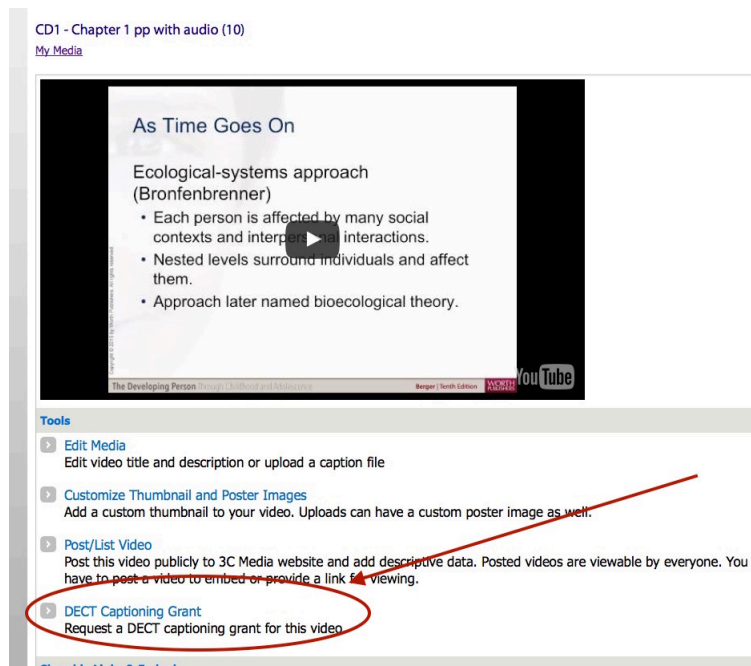 CD1 - Chapter 1 pp with audio (10)
My Media
As Time Goes On
Ecological-systems approach
(Bronfenbrenner)
• Each person is affected by many social
contexts and interpersonal interactions.
• Nested levels surround individuals and affect
them.
• Approach later named bioecological theory.
The Developing Person Through Childhood and Adolescence
Berger | Tenth Edition
WORTH
PUBLISHERS
YouTube
Tools
Edit Media
Edit video title and description or upload a caption file
Customize Thumbnail and Poster Images
Add a custom thumbnail to your video. Uploads can have a custom poster image as well.
Post/List Video
Post this video publicly to 3C Media website and add descriptive data. Posted videos are viewable by everyone. You
have to post a video to embed or provide a link for viewing.
DECT Captioning Grant
Request a DECT captioning grant for this video